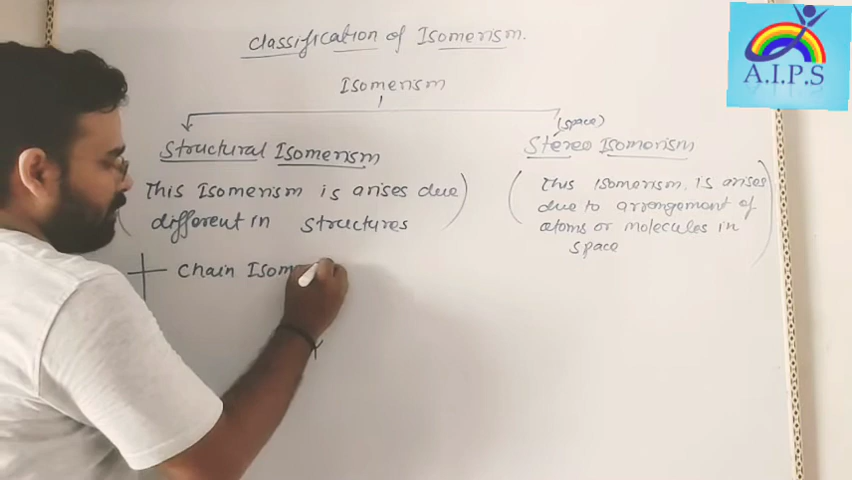 Classification of Isomerism.
Isomerism
(space)
Structural Isomerism
Stereo Isomerism
(This Isomerism is arises due
different in structures)
(This Isomerism is arises
due to arrangement of
atoms or molecules in
space)
Chain Isom
A.I.P.S